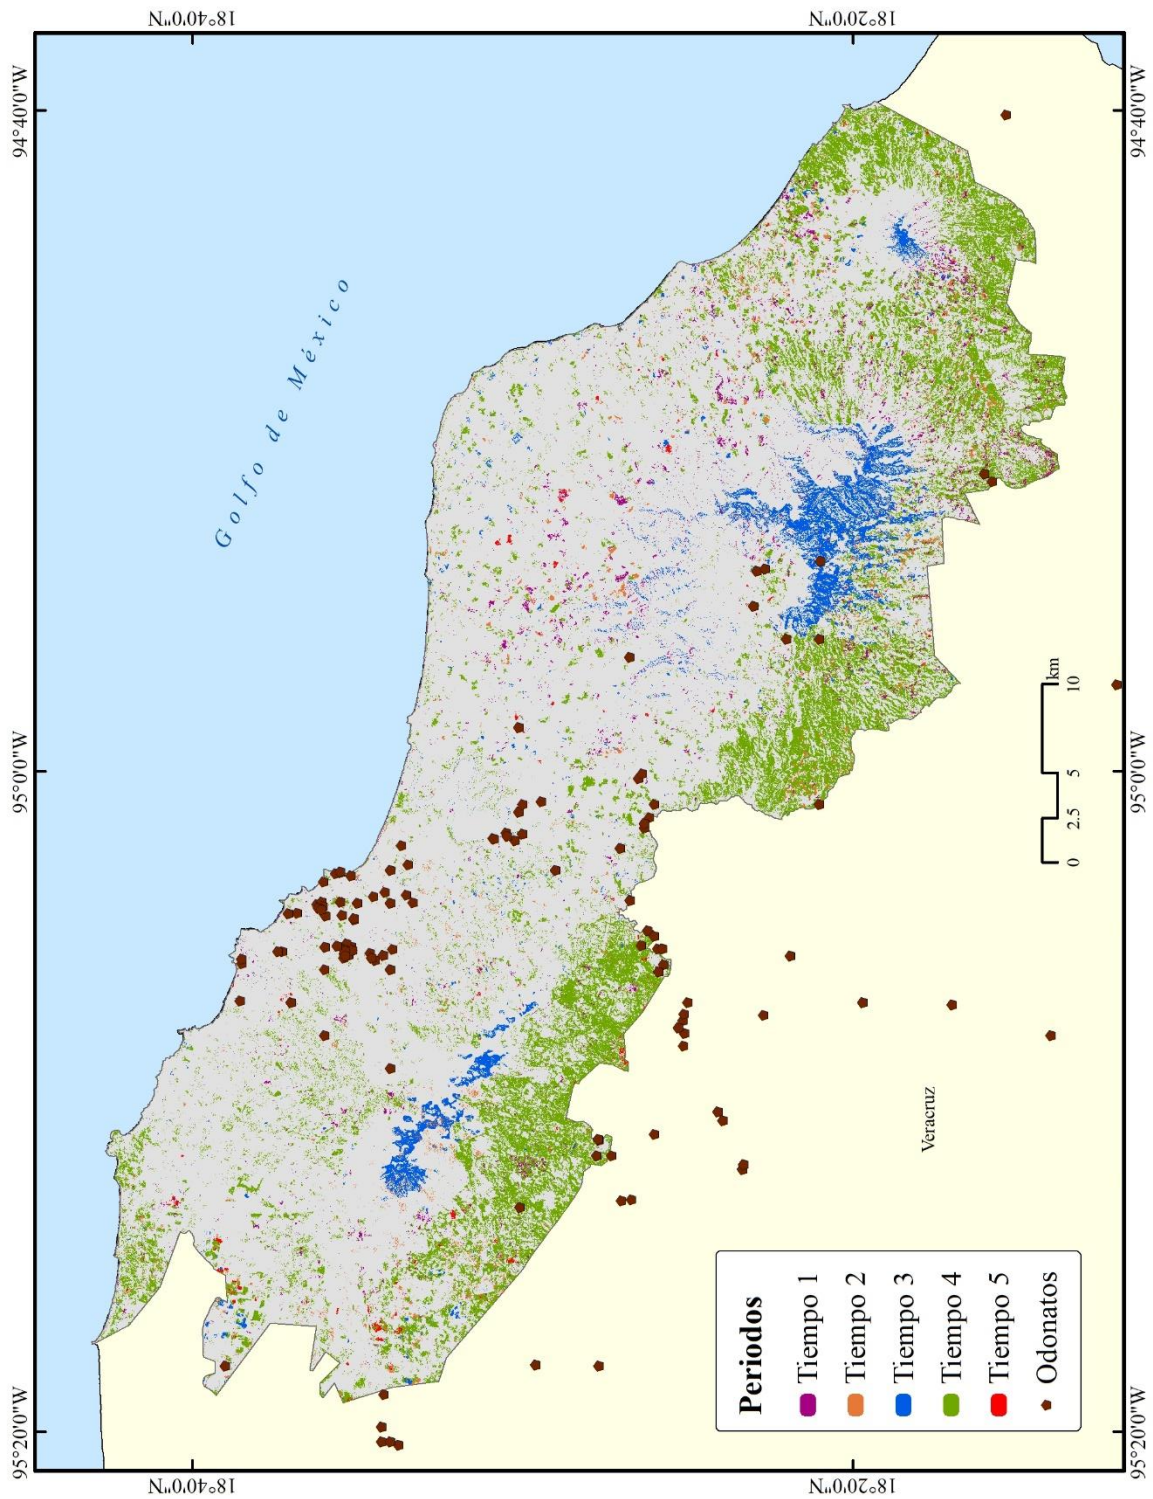 95°20'0"W
95°0'0"W
94°40'0"W
18°40'0"N
18°40'0"N
Golfo de México
18°20'0"N
18°20'0"N
Periodos
Tiempo 1
Tiempo 2
Tiempo 3
Tiempo 4
Tiempo 5
Odonatos
Veracruz
km
0 2.5 5 10
95°20'0"W
95°0'0"W
94°40'0"W